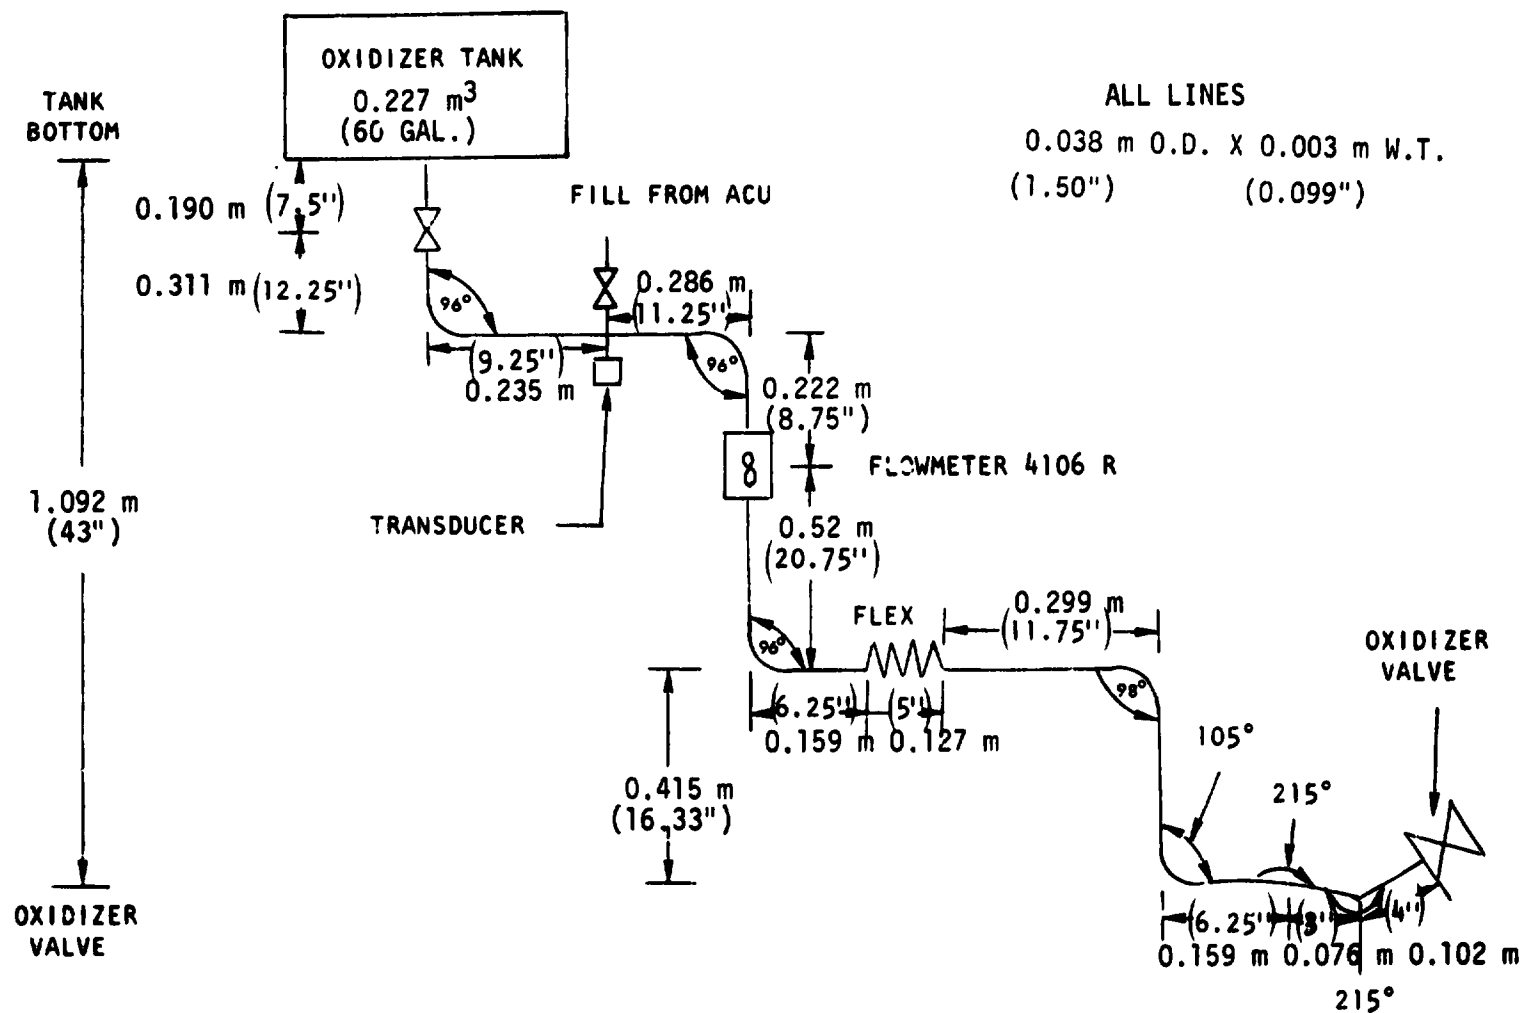 OXIDIZER TANK
0.227 m3
(60 GAL.)
TANK
BOTTOM
ALL LINES
0.038 m O.D. X 0.003 m W.T.
(1.50") (0.099")
0.190 m (7.5")
FILL FROM ACU
0.311 m (12.25")
96°
0.286 m
(11.25")
(9.25")
0.235 m
96°
0.222 m
(8.75")
8
FLOWMETER 4106 R
1.092 m
(43")
TRANSDUCER
0.52 m
(20.75")
FLEX
0.299 m
(11.75")
OXIDIZER
VALVE
96°
98°
(6.25") (5")
0.159 m 0.127 m
105°
0.415 m
(16.33")
215°
OXIDIZER
VALVE
(6.25") (3") (4")
0.159 m 0.076 m 0.102 m
215°